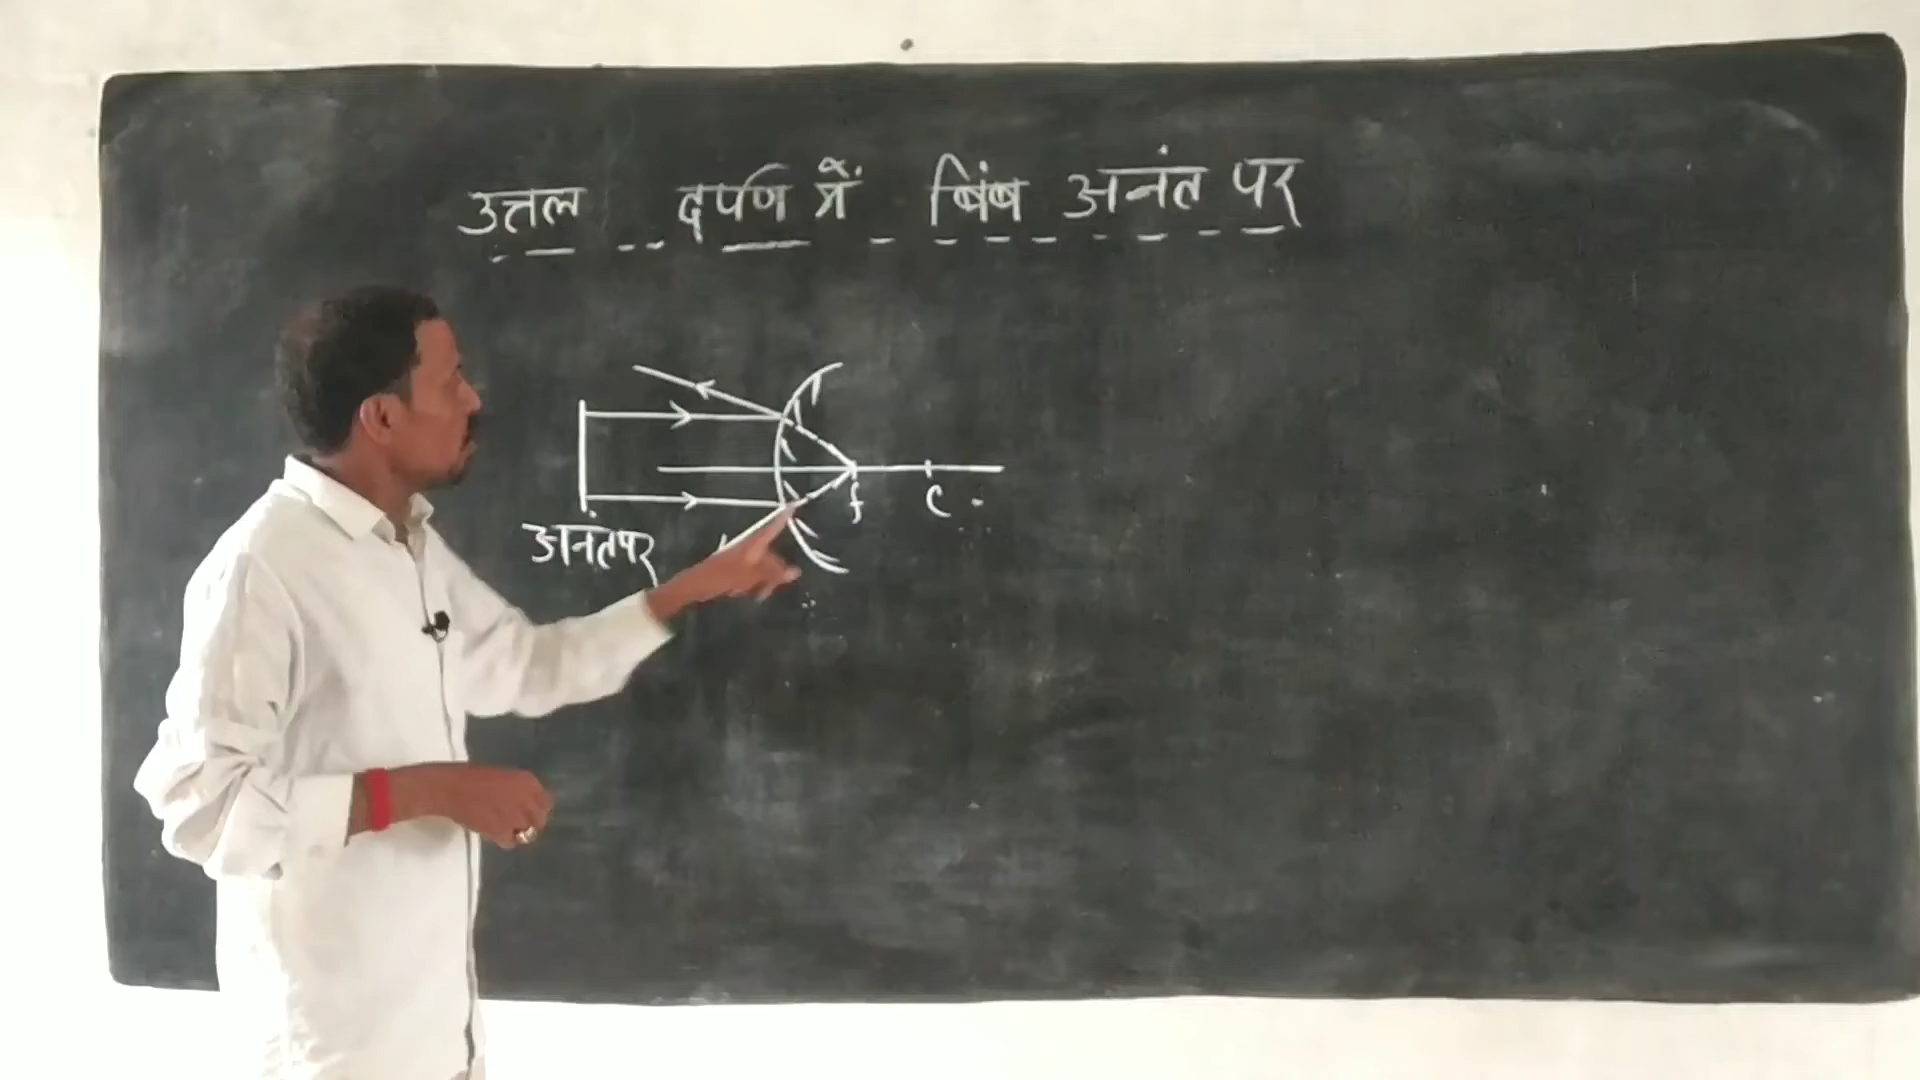 उत्तल दर्पण में बिंब अनंत पर
f C
अनंत पर